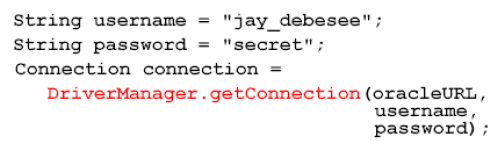 String username = "jay_debesee";
String password = "secret";
Connection connection =
DriverManager.getConnection(oracleURL,
username,
password);